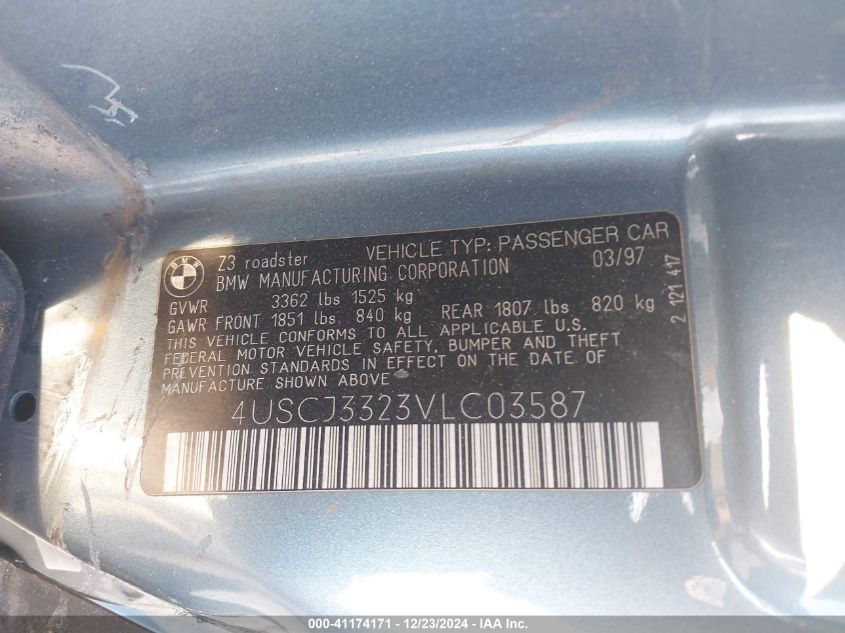 BMW
Z3 roadster VEHICLE TYP: PASSENGER CAR
BMW MANUFACTURING CORPORATION 03/97
GVWR 3362 lbs 1525 kg
GAWR FRONT 1851 lbs. 840 kg REAR 1807 lbs 820 kg
THIS VEHICLE CONFORMS TO ALL APPLICABLE U.S.
FEDERAL MOTOR VEHICLE SAFETY, BUMPER AND THEFT
PREVENTION STANDARDS IN EFFECT ON THE DATE OF
MANUFACTURE SHOWN ABOVE
4USCJ3323VLC03587
2 121 417
000-41174171 - 12/23/2024 - IAA Inc.